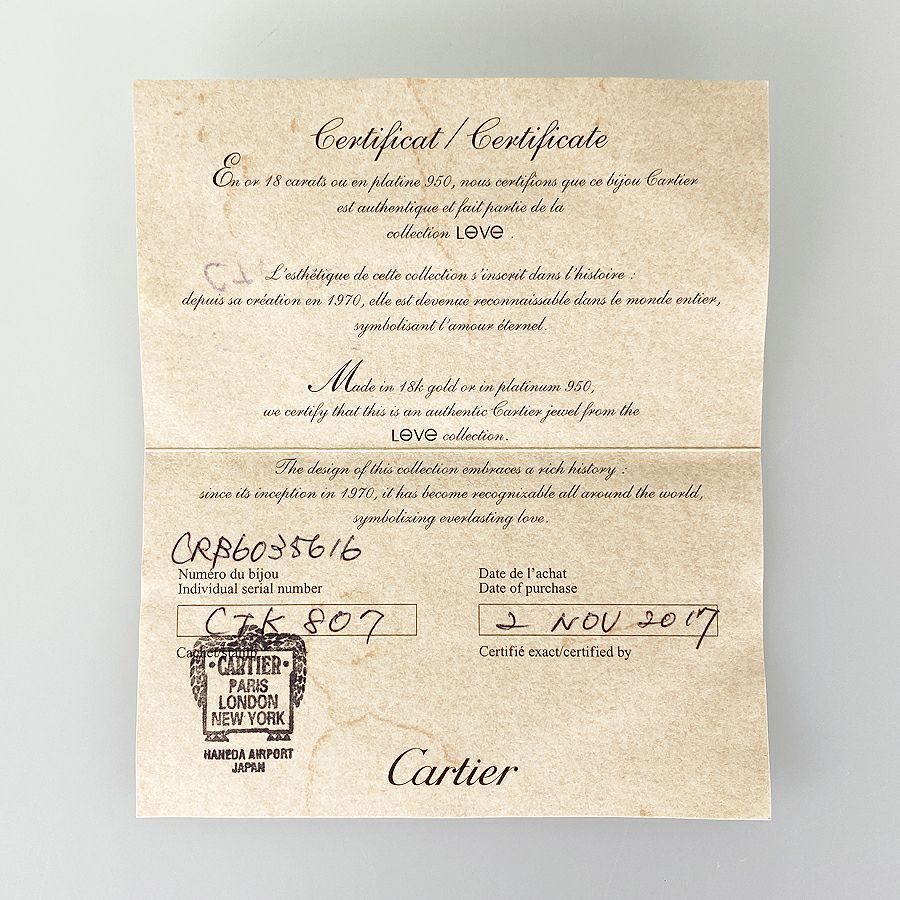 Certificat / Certificate
En or 18 carats ou en platine 950, nous certifions que ce bijou Cartier
est authentique et fait partie de la
collection LOVE .
L'esthétique de cette collection s'inscrit dans l'histoire :
depuis sa création en 1970, elle est devenue reconnaissable dans le monde entier,
symbolisant l'amour éternel.
Made in 18k gold or in platinum 950,
we certify that this is an authentic Cartier jewel from the
LOVE collection.
The design of this collection embraces a rich history :
since its inception in 1970, it has become recognizable all around the world,
symbolizing everlasting love.
CRB6035616
Numéro du bijou
Individual serial number
CTK 807
Cachet/stamp
·CARTIER·
PARIS
LONDON
NEW YORK
HANEDA AIRPORT
JAPAN
Date de l'achat
Date of purchase
2 NOV 2017
Certifié exact/certified by
Cartier